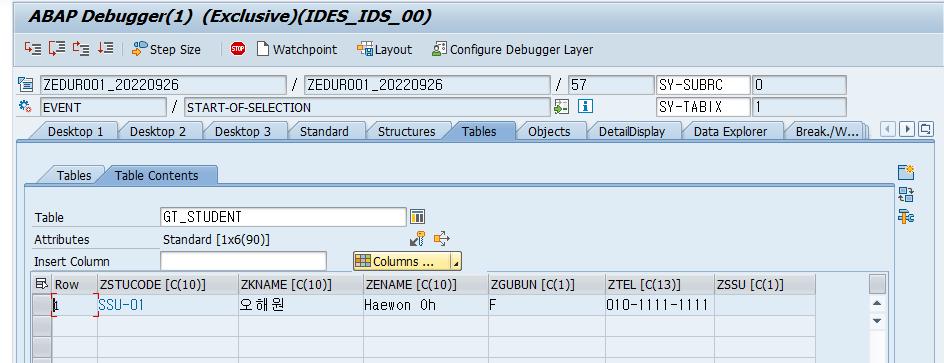 ABAP Debugger(1) (Exclusive)(IDES_IDS_00)
Step Size STOP Watchpoint Layout Configure Debugger Layer
ZEDUR001_20220926 / ZEDUR001_20220926 / 57 SY-SUBRC 0
EVENT / START-OF-SELECTION SY-TABIX 1
Desktop 1 Desktop 2 Desktop 3 Standard Structures Tables Objects DetailDisplay Data Explorer Break./W...
Tables Table Contents
Table GT_STUDENT
Attributes Standard [1x6(90)]
Insert Column Columns ...
Row ZSTUCODE [C(10)] ZKNAME [C(10)] ZENAME [C(10)] ZGUBUN [C(1)] ZTEL [C(13)] ZSSU [C(1)]
1 SSU-01 오해원 Haewon Oh F 010-1111-1111